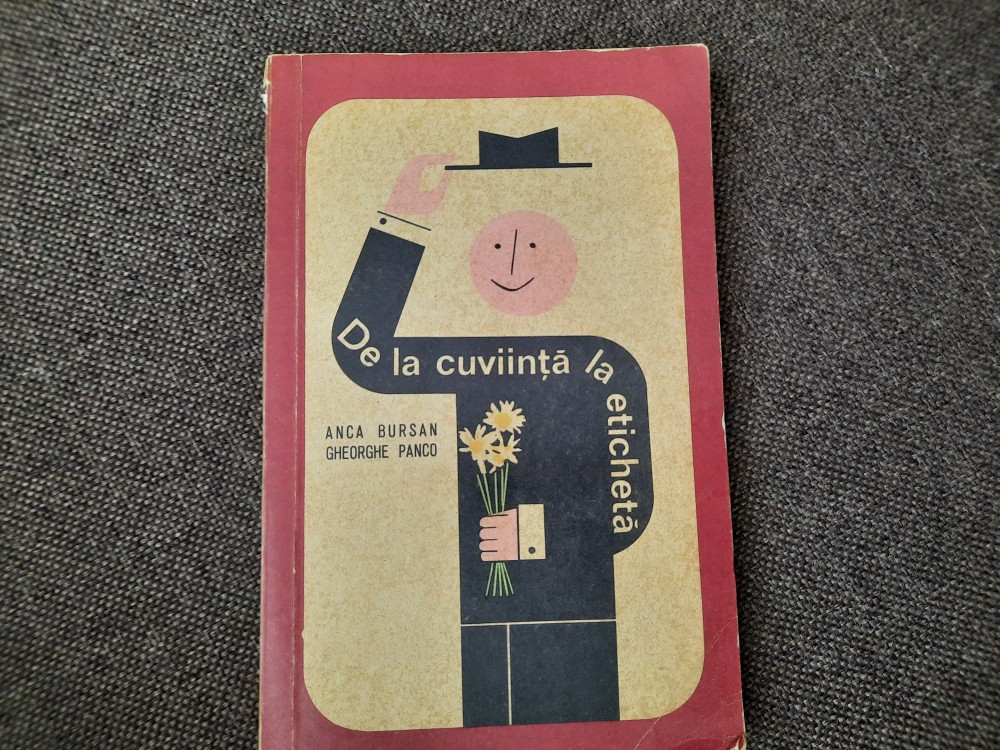 De la cuviință la etichetă
ANCA BURSAN
GHEORGHE PANCO